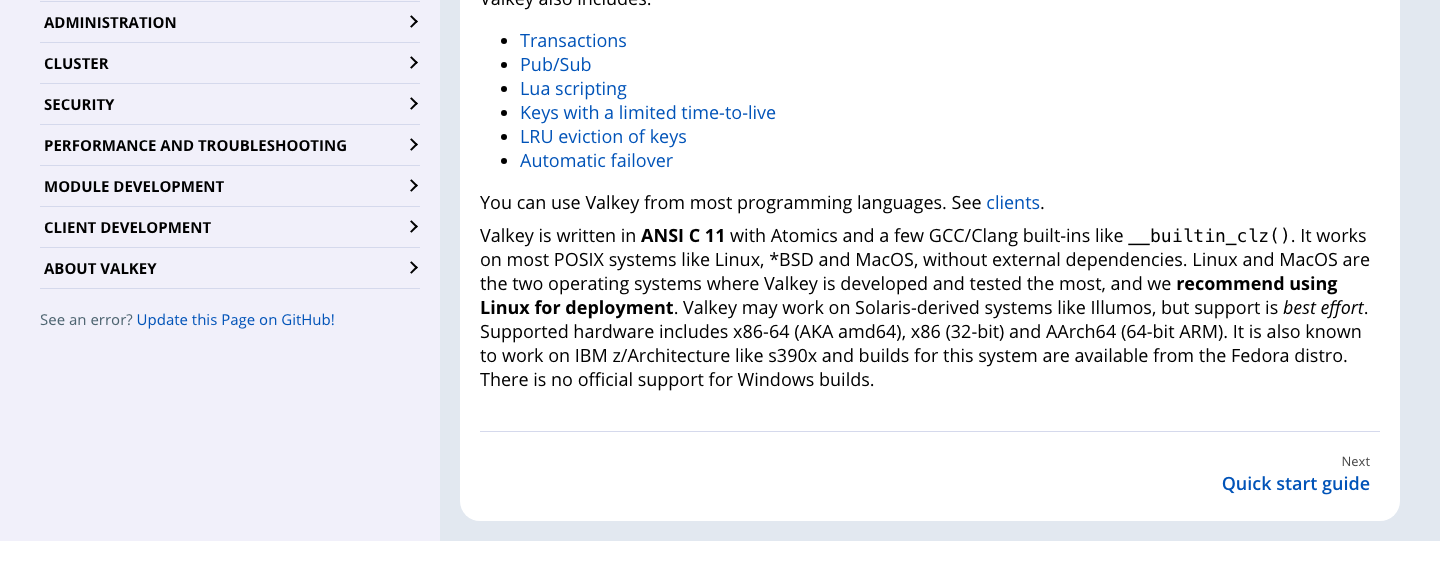 ADMINISTRATION
CLUSTER
SECURITY
PERFORMANCE AND TROUBLESHOOTING
MODULE DEVELOPMENT
CLIENT DEVELOPMENT
ABOUT VALKEY
See an error? Update this Page on GitHub!
Valkey also includes:
Transactions
Pub/Sub
Lua scripting
Keys with a limited time-to-live
LRU eviction of keys
Automatic failover
You can use Valkey from most programming languages. See clients.
Valkey is written in ANSI C 11 with Atomics and a few GCC/Clang built-ins like __builtin_clz(). It works
on most POSIX systems like Linux, *BSD and MacOS, without external dependencies. Linux and MacOS are
the two operating systems where Valkey is developed and tested the most, and we recommend using
Linux for deployment. Valkey may work on Solaris-derived systems like Illumos, but support is best effort.
Supported hardware includes x86-64 (AKA amd64), x86 (32-bit) and AArch64 (64-bit ARM). It is also known
to work on IBM z/Architecture like s390x and builds for this system are available from the Fedora distro.
There is no official support for Windows builds.
Next
Quick start guide